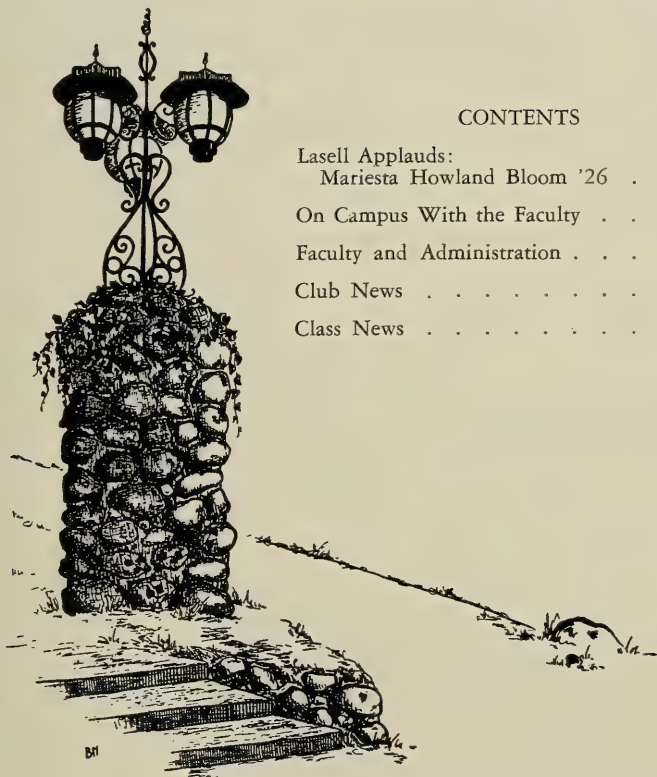 CONTENTS
Lasell Applauds:
Mariesta Howland Bloom '26 .
On Campus With the Faculty . .
Faculty and Administration . . .
Club News . . . . . . . . .
Class News . . . . . . . . .
BM